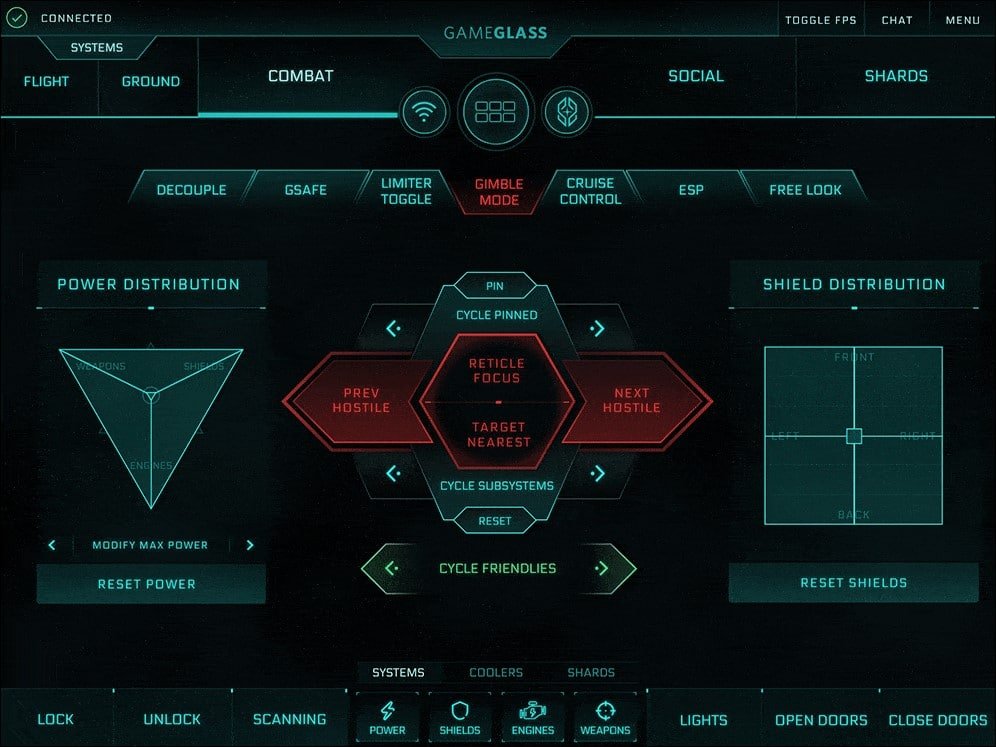 CONNECTED
GAMEGLASS
TOGGLE FPS
CHAT
MENU
SYSTEMS
FLIGHT
GROUND
COMBAT
SOCIAL
SHARDS
DECOUPLE
GSAFE
LIMITER
TOGGLE
GIMBLE
MODE
CRUISE
CONTROL
ESP
FREE LOOK
POWER DISTRIBUTION
WEAPONS
SHIELDS
ENGINES
MODIFY MAX POWER
RESET POWER
PIN
CYCLE PINNED
PREV
HOSTILE
RETICLE
FOCUS
TARGET
NEAREST
NEXT
HOSTILE
CYCLE SUBSYSTEMS
RESET
CYCLE FRIENDLIES
SHIELD DISTRIBUTION
FRONT
LEFT
RIGHT
BACK
RESET SHIELDS
SYSTEMS
COOLERS
SHARDS
LOCK
UNLOCK
SCANNING
POWER
SHIELDS
ENGINES
WEAPONS
LIGHTS
OPEN DOORS
CLOSE DOORS